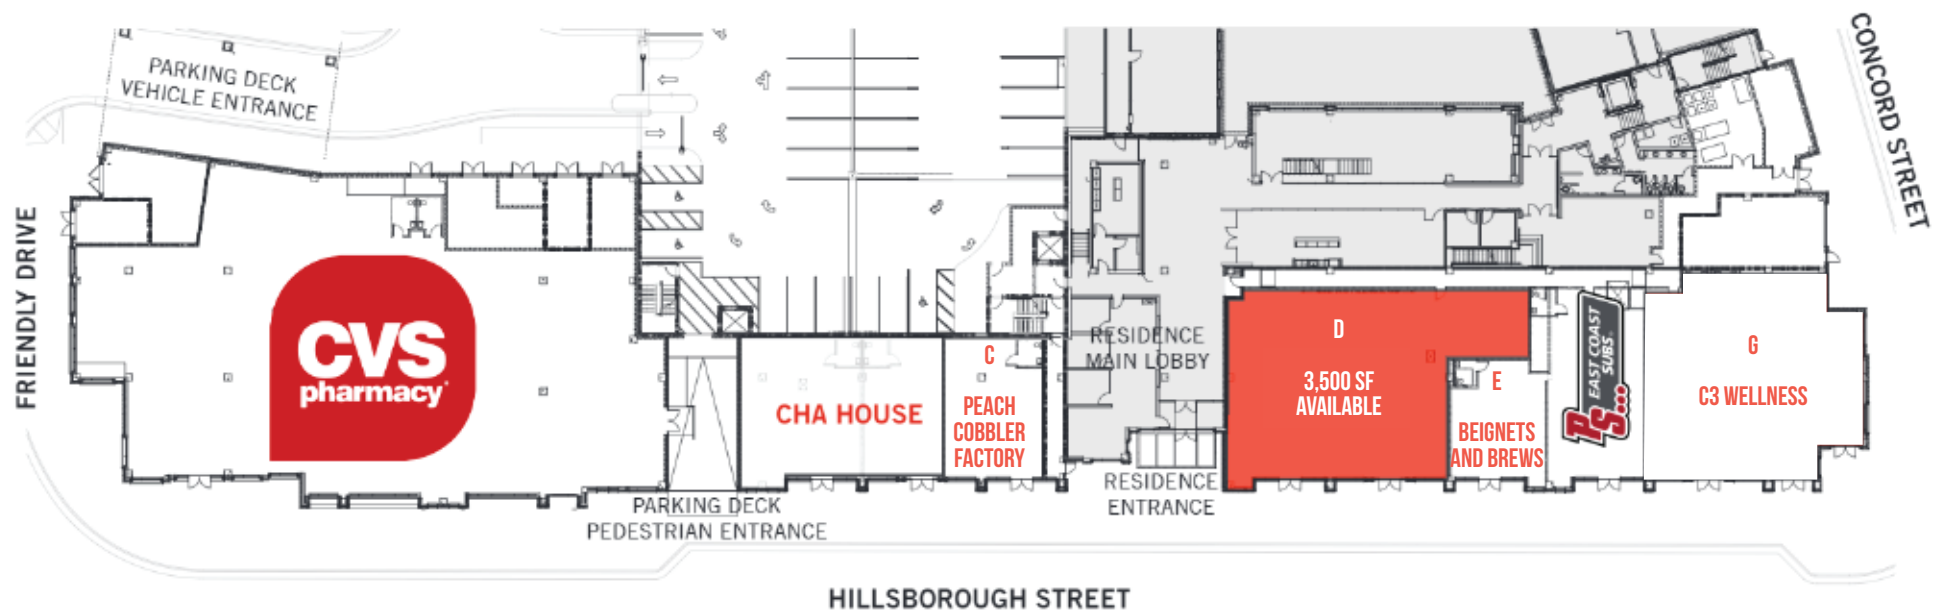 PARKING DECK
VEHICLE ENTRANCE
CONCORD STREET
FRIENDLY DRIVE
CVS
pharmacy
CHA HOUSE
C
PEACH
COBBLER
FACTORY
RESIDENCE
MAIN LOBBY
D
3,500 SF
AVAILABLE
E
BEIGNETS
AND BREWS
EAST COAST
SUBS
PS...
G
C3 WELLNESS
RESIDENCE
ENTRANCE
PARKING DECK
PEDESTRIAN ENTRANCE
HILLSBOROUGH STREET